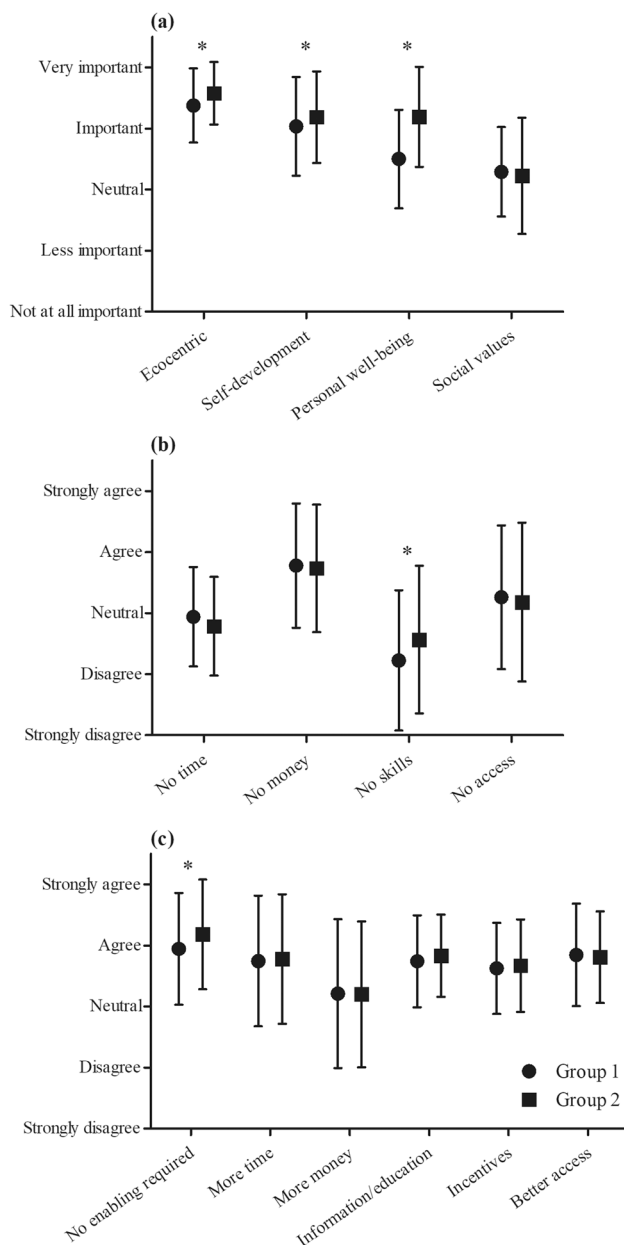 (a)
*
*
*
Very important
Important
Neutral
Less important
Not at all important
Ecocentric
Self-development
Personal well-being
Social values
(b)
Strongly agree
*
Agree
Neutral
Disagree
Strongly disagree
No time
No money
No skills
No access
(c)
*
Strongly agree
Agree
Neutral
Disagree
Group 1
Group 2
Strongly disagree
No enabling required
More time
More money
Information/education
Incentives
Better access